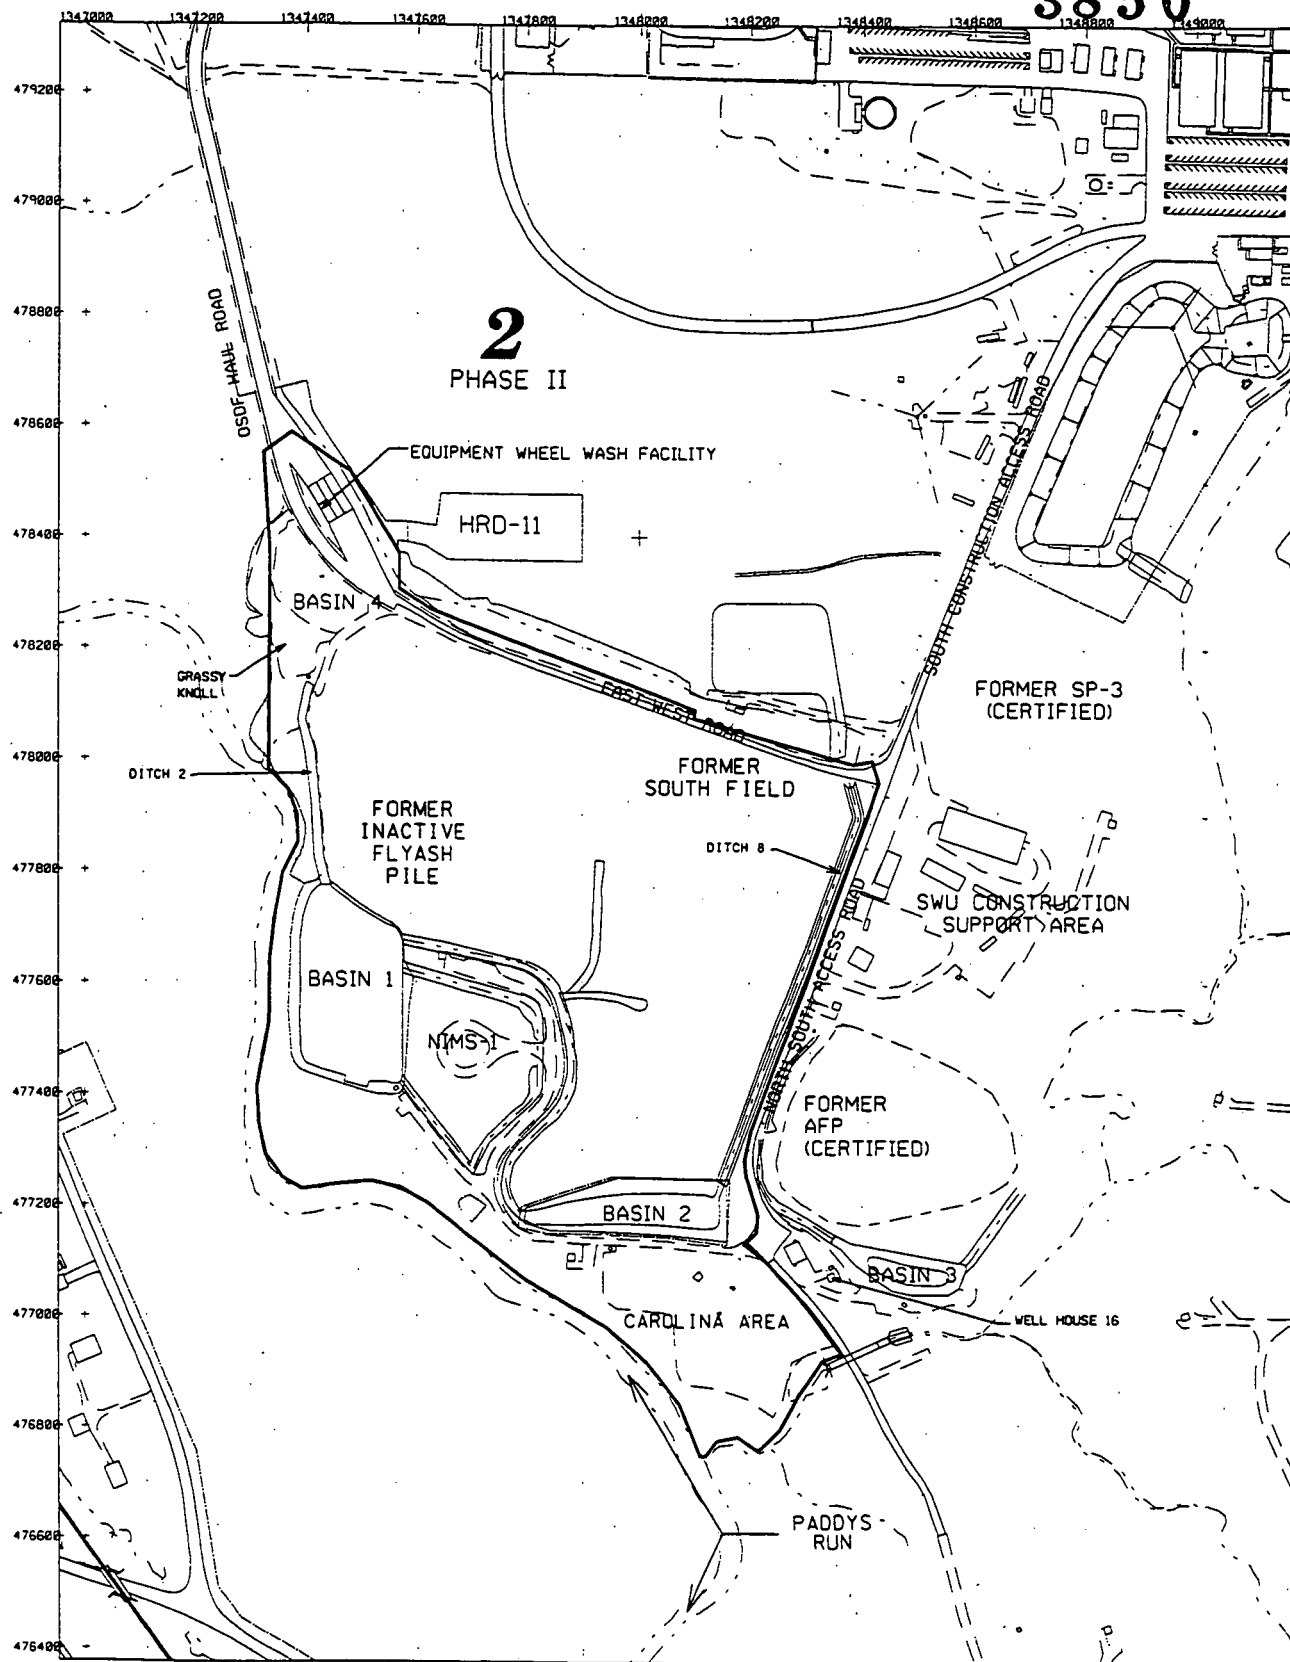 3850
1347000 1347200 1347400 1347600 1347800 1348000 1348200 1348400 1348600 1348800 1349000
479200
479000
478800
OSDF HAUL ROAD
2
PHASE II
478600
EQUIPMENT WHEEL WASH FACILITY
SOUTH CONSTRUCTION ACCESS ROAD
HRD-11
478400
BASIN 4
478200
GRASSY
KNOLL
EAST WEST ROAD
FORMER SP-3
(CERTIFIED)
478000
DITCH 2
FORMER
SOUTH FIELD
FORMER
INACTIVE
FLYASH
PILE
DITCH 8
477800
SWU CONSTRUCTION
SUPPORT AREA
NORTH SOUTH ACCESS ROAD
477600
BASIN 1
NIMS-1
477400
FORMER
AFP
(CERTIFIED)
477200
BASIN 2
BASIN 3
477000
CAROLINA AREA
WELL HOUSE 16
476800
476600
PADDYS
RUN
476400